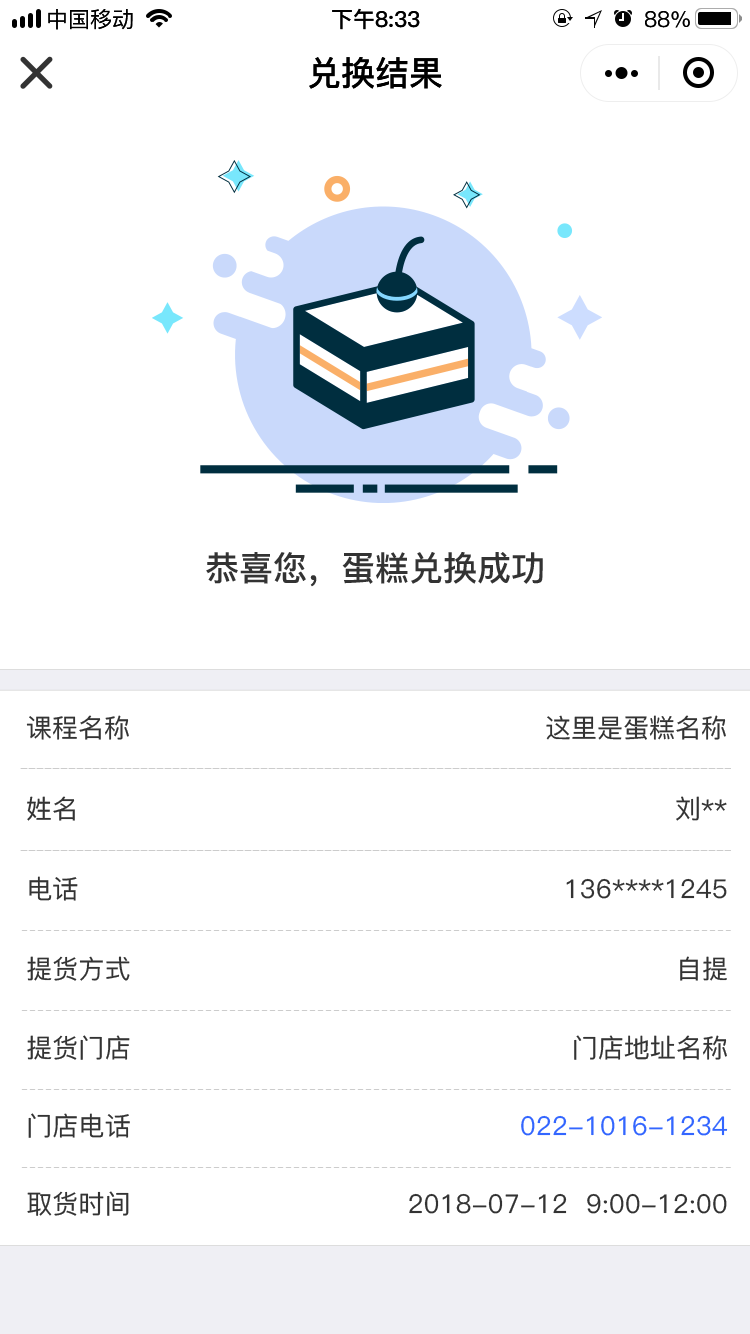 中国移动 下午8:33 88%
兑换结果
恭喜您，蛋糕兑换成功
课程名称 这里是蛋糕名称
姓名 刘**
电话 136****1245
提货方式 自提
提货门店 门店地址名称
门店电话 022-1016-1234
取货时间 2018-07-12 9:00-12:00